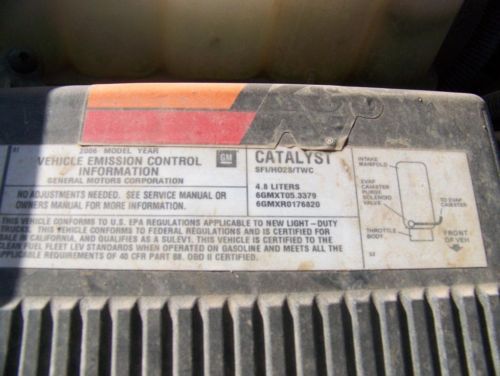 2006 MODEL YEAR
VEHICLE EMISSION CONTROL
INFORMATION
GENERAL MOTORS CORPORATION
GM
CATALYST
SFI/HO2S/TWC
4.8 LITERS
6GMXT05.3379
6GMXR0176820
NO ADJUSTMENTS NEEDED. SEE SERVICE MANUAL OR
OWNERS MANUAL FOR MORE INFORMATION.
THIS VEHICLE CONFORMS TO U.S. EPA REGULATIONS APPLICABLE TO NEW LIGHT-DUTY
TRUCKS. THIS VEHICLE CONFORMS TO FEDERAL REGULATIONS AND IS CERTIFIED FOR
SALE IN CALIFORNIA, AND QUALIFIES AS SULEV1. THIS VEHICLE MEETS THE
CLEAN FUEL FLEET LEV STANDARDS WHEN OPERATED ON GASOLINE AND MEETS ALL THE
APPLICABLE REQUIREMENTS OF 40 CFR PART 88. OBD II CERTIFIED.
INTAKE
MANIFOLD
EVAP
CANISTER
PURGE
SOLENOID
VALVE
TO EVAP
CANISTER
THROTTLE
BODY
FRONT
OF VEH